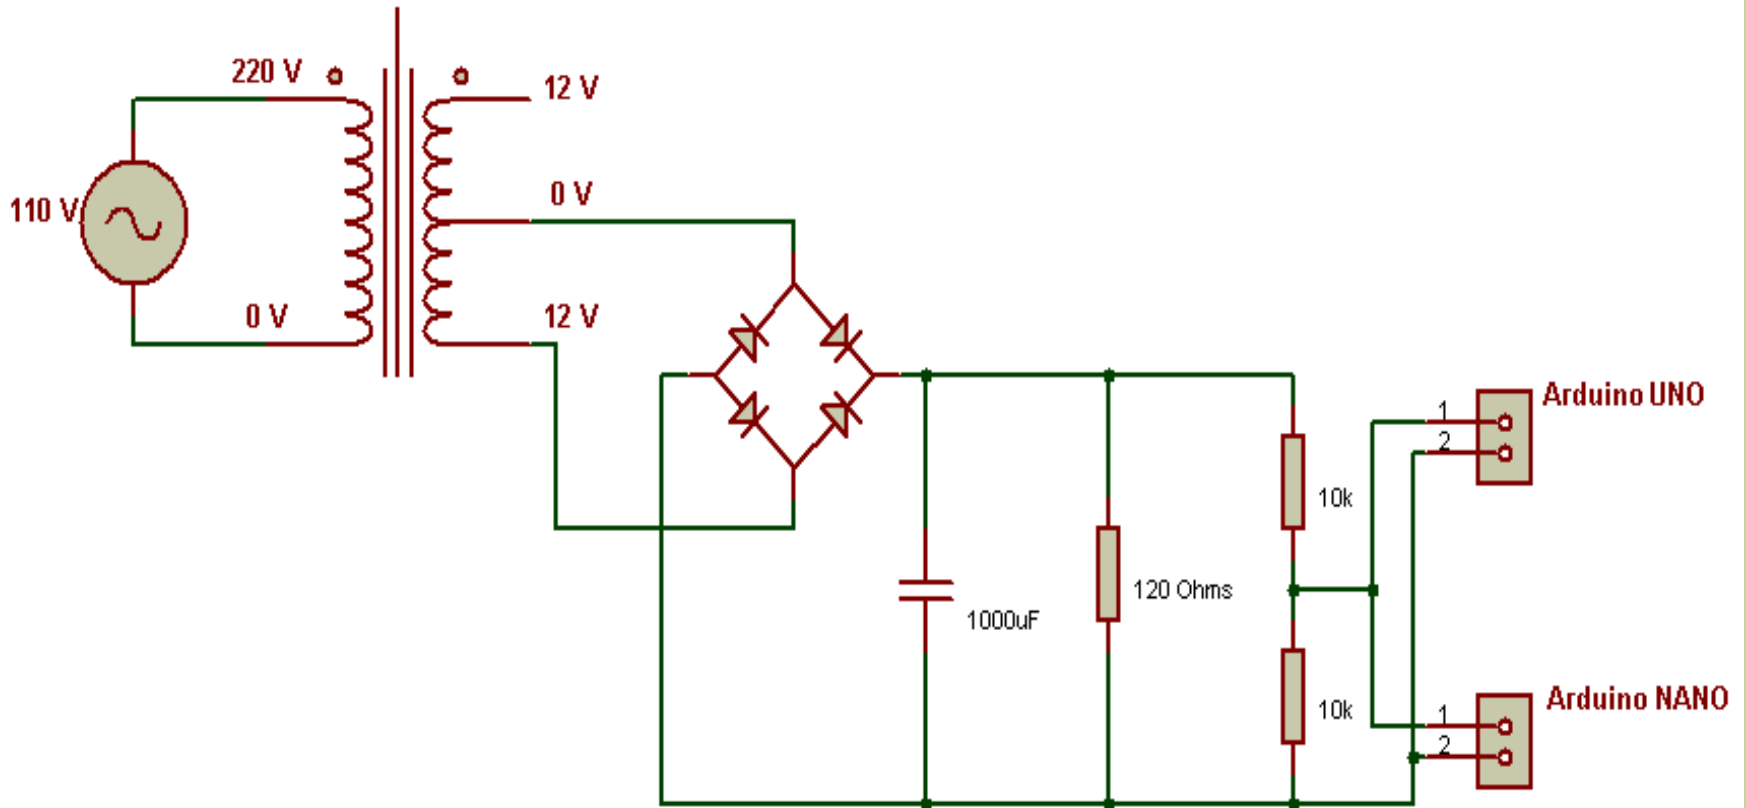 220 V
12 V
110 V
0 V
0 V
12 V
Arduino UNO
1
2
10k
120 Ohms
1000uF
10k
Arduino NANO
1
2